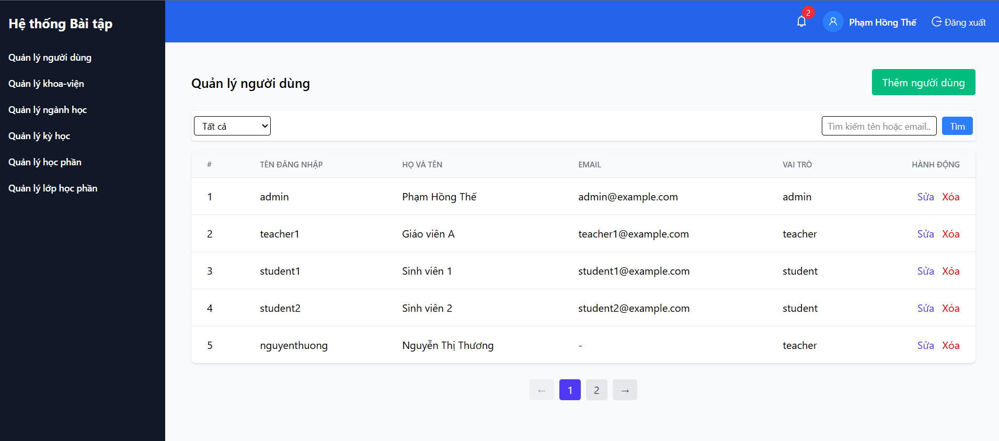 Hệ thống Bài tập
Quản lý người dùng
Quản lý khoa-viện
Quản lý ngành học
Quản lý kỳ học
Quản lý học phần
Quản lý lớp học phần
2
Phạm Hồng Thế
Đăng xuất
Quản lý người dùng
Thêm người dùng
Tất cả
Tìm kiếm tên hoặc email..
Tìm
# TÊN ĐĂNG NHẬP HỌ VÀ TÊN EMAIL VAI TRÒ HÀNH ĐỘNG
1 admin Phạm Hồng Thế admin@example.com admin Sửa Xóa
2 teacher1 Giáo viên A teacher1@example.com teacher Sửa Xóa
3 student1 Sinh viên 1 student1@example.com student Sửa Xóa
4 student2 Sinh viên 2 student2@example.com student Sửa Xóa
5 nguyenthuong Nguyễn Thị Thương - teacher Sửa Xóa
← 1 2 →